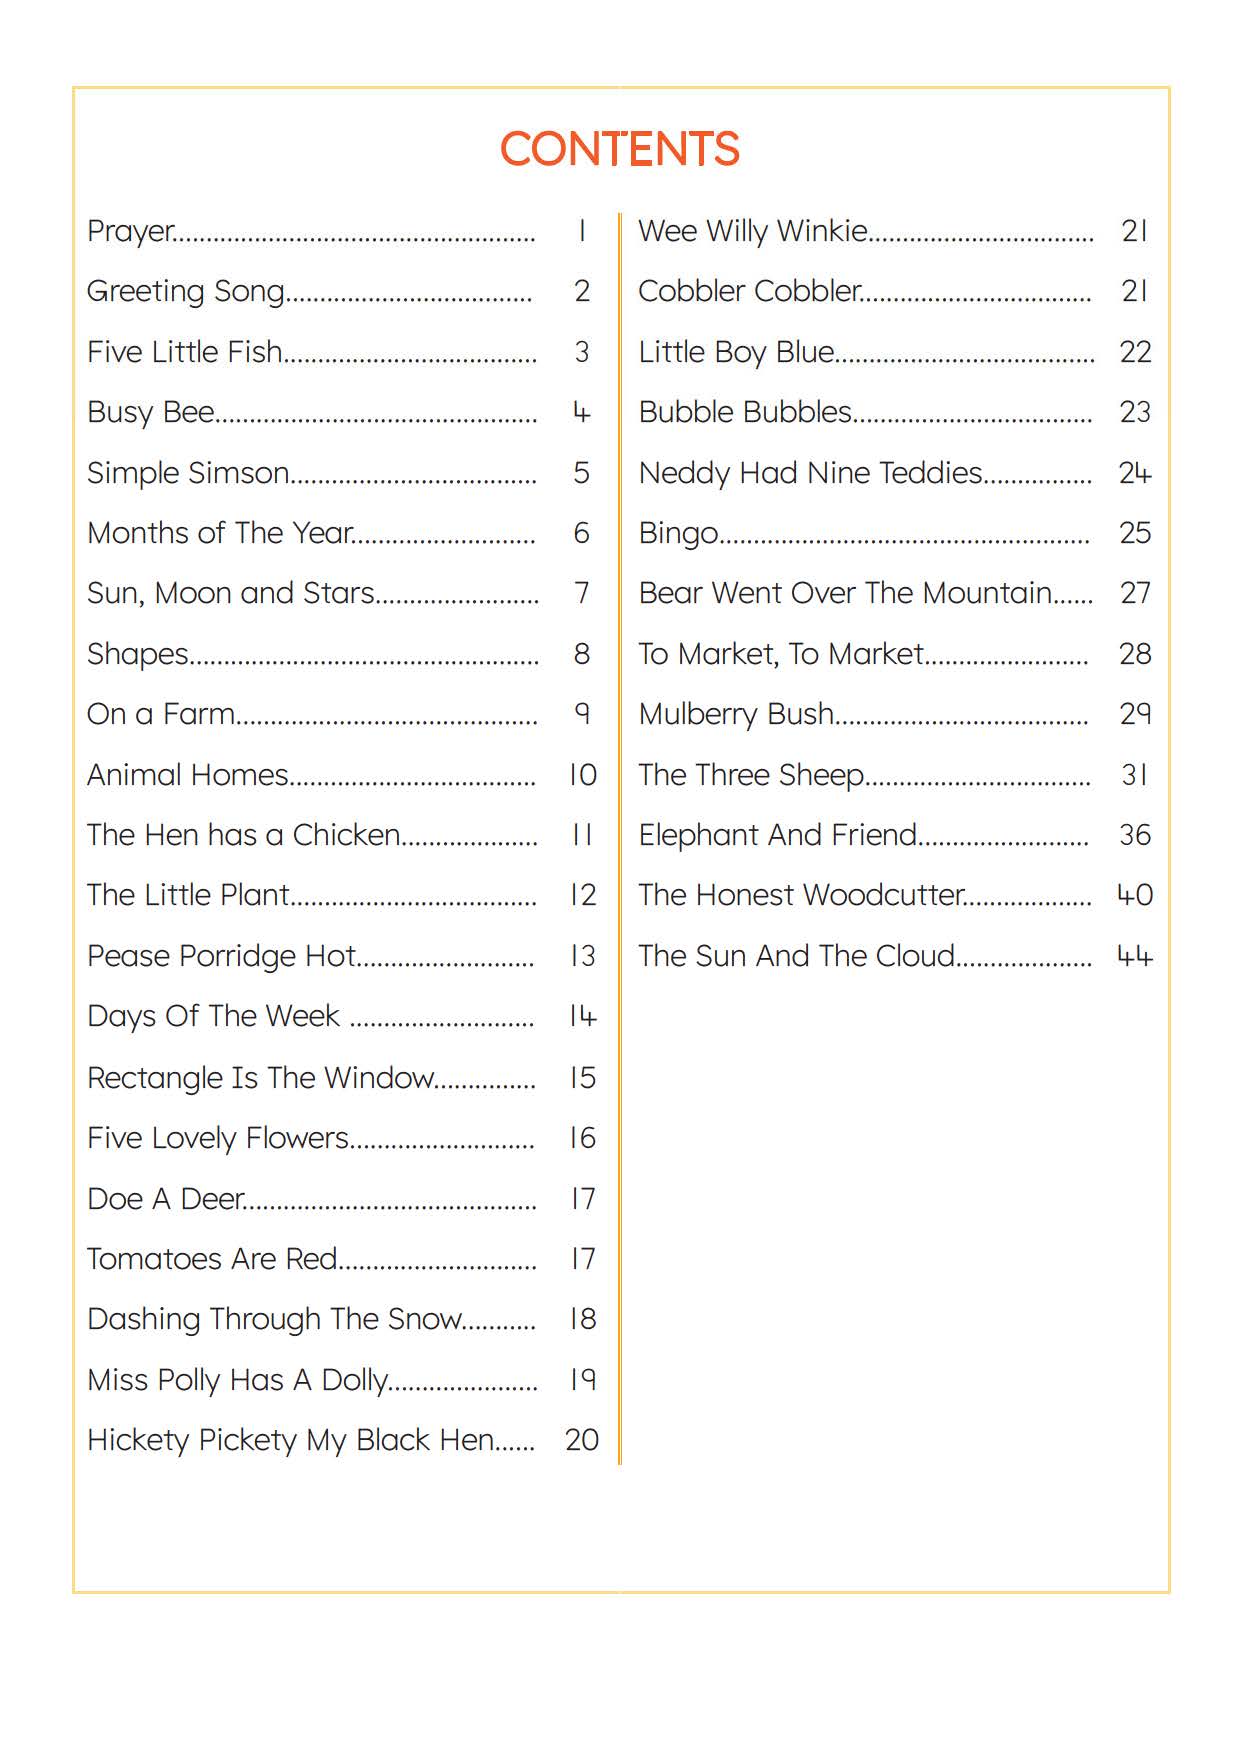 CONTENTS
Prayer..................................................... 1
Greeting Song.................................... 2
Five Little Fish..................................... 3
Busy Bee............................................... 4
Simple Simson.................................... 5
Months of The Year........................... 6
Sun, Moon and Stars........................ 7
Shapes................................................... 8
On a Farm............................................ 9
Animal Homes.................................... 10
The Hen has a Chicken.................... 11
The Little Plant.................................... 12
Pease Porridge Hot.......................... 13
Days Of The Week ........................... 14
Rectangle Is The Window............... 15
Five Lovely Flowers........................... 16
Doe A Deer........................................... 17
Tomatoes Are Red............................. 17
Dashing Through The Snow........... 18
Miss Polly Has A Dolly...................... 19
Hickety Pickety My Black Hen...... 20
Wee Willy Winkie................................. 21
Cobbler Cobbler.................................. 21
Little Boy Blue...................................... 22
Bubble Bubbles................................... 23
Neddy Had Nine Teddies................ 24
Bingo...................................................... 25
Bear Went Over The Mountain...... 27
To Market, To Market........................ 28
Mulberry Bush..................................... 29
The Three Sheep................................. 31
Elephant And Friend......................... 36
The Honest Woodcutter................... 40
The Sun And The Cloud.................... 44